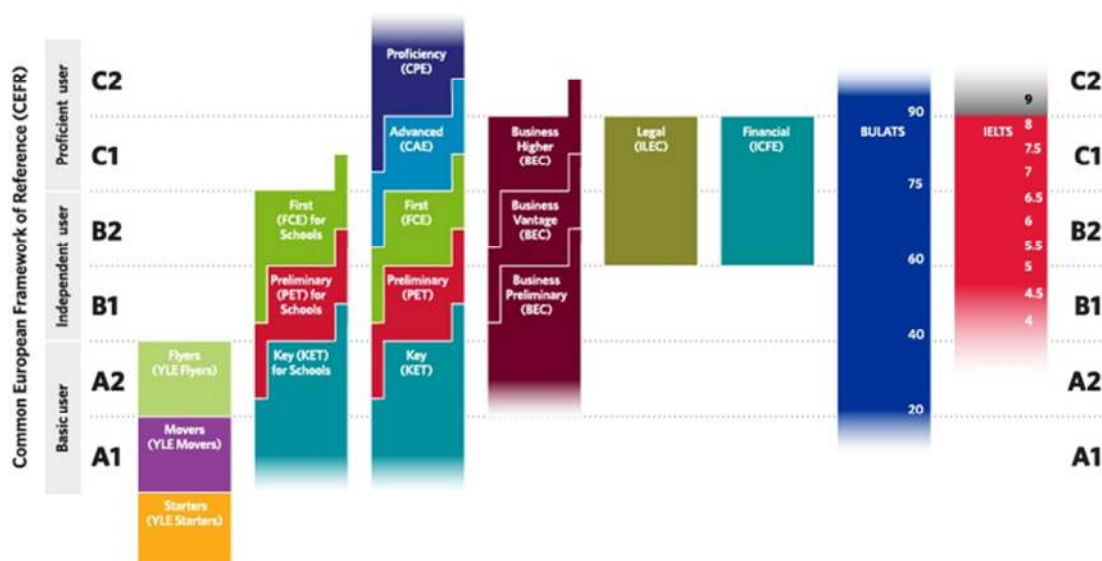 Common European Framework of Reference (CEFR)
Proficient user
Independent user
Basic user
C2
C1
B2
B1
A2
A1
Flyers
(YLE Flyers)
Movers
(YLE Movers)
Starters
(YLE Starters)
First
(FCE) for
Schools
Preliminary
(PET) for
Schools
Key (KET)
for Schools
Proficiency
(CPE)
Advanced
(CAE)
First
(FCE)
Preliminary
(PET)
Key
(KET)
Business
Higher
(BEC)
Business
Vantage
(BEC)
Business
Preliminary
(BEC)
Legal
(ILEC)
Financial
(ICFE)
BULATS
90
75
60
40
20
IELTS
9
8
7.5
7
6.5
6
5.5
5
4.5
4
C2
C1
B2
B1
A2
A1